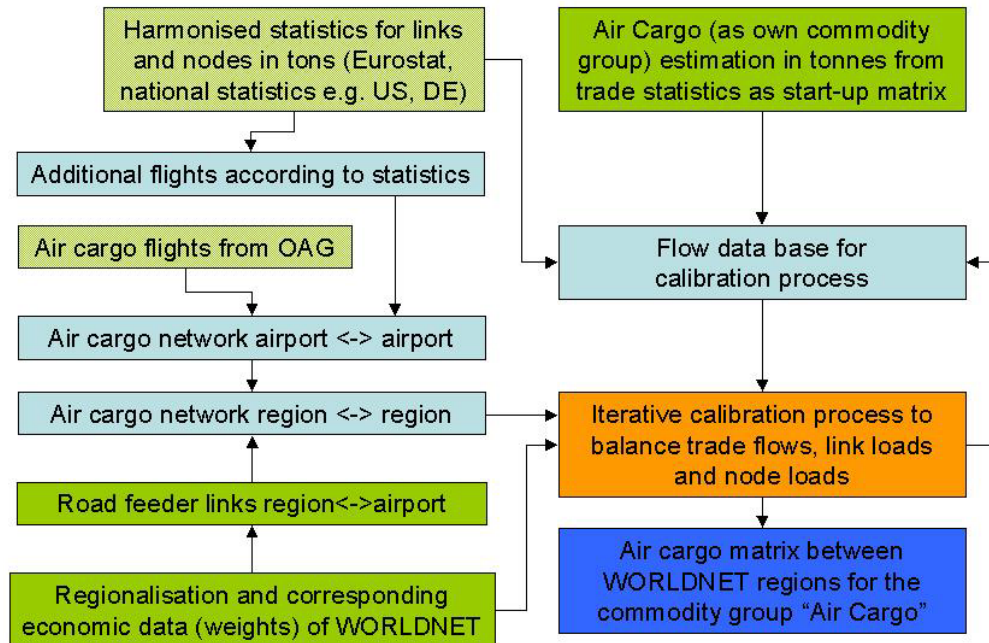 Harmonised statistics for links
and nodes in tons (Eurostat,
national statistics e.g. US, DE)
Air Cargo (as own commodity
group) estimation in tonnes from
trade statistics as start-up matrix
Additional flights according to statistics
Air cargo flights from OAG
Flow data base for
calibration process
Air cargo network airport <-> airport
Air cargo network region <-> region
Iterative calibration process to
balance trade flows, link loads
and node loads
Road feeder links region<->airport
Regionalisation and corresponding
economic data (weights) of WORLDNET
Air cargo matrix between
WORLDNET regions for the
commodity group “Air Cargo”